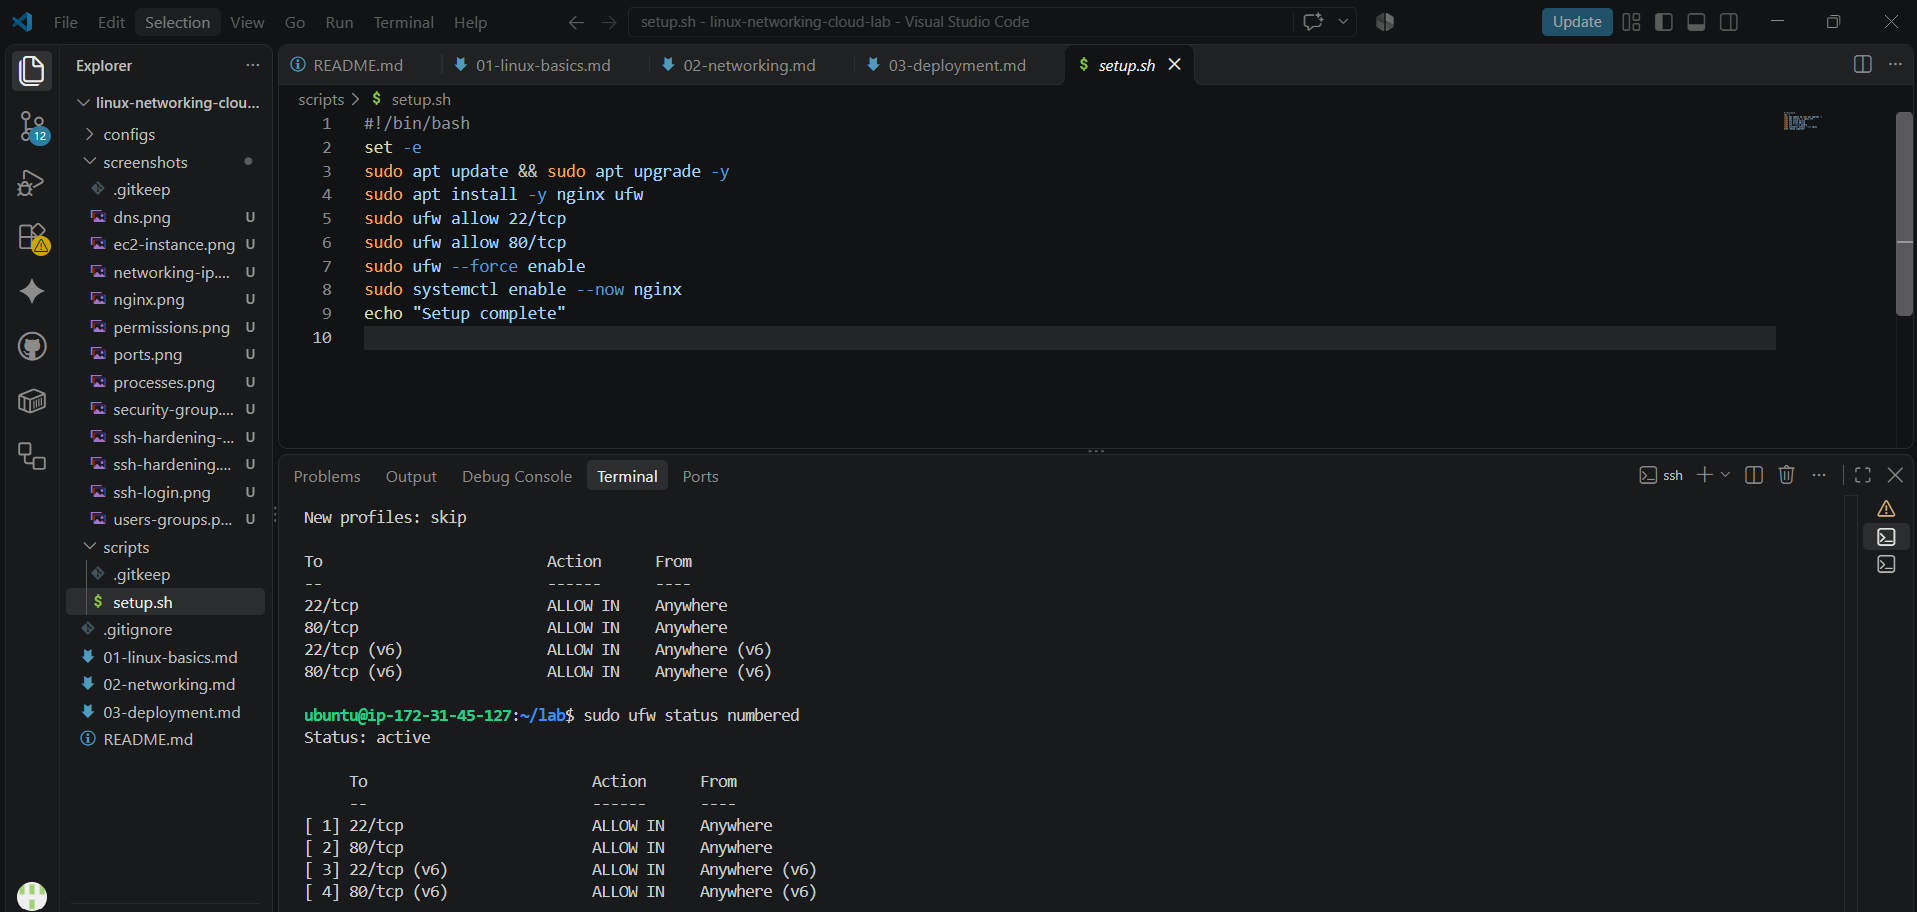 File Edit Selection View Go Run Terminal Help
setup.sh - linux-networking-cloud-lab - Visual Studio Code
Update
Explorer
linux-networking-clou...
configs
screenshots
.gitkeep
dns.png U
ec2-instance.png U
networking-ip.... U
nginx.png U
permissions.png U
ports.png U
processes.png U
security-group.... U
ssh-hardening-... U
ssh-hardening.... U
ssh-login.png U
users-groups.p... U
scripts
.gitkeep
$ setup.sh
.gitignore
01-linux-basics.md
02-networking.md
03-deployment.md
README.md
12
README.md 01-linux-basics.md 02-networking.md 03-deployment.md $ setup.sh
scripts > $ setup.sh
1 #!/bin/bash
2 set -e
3 sudo apt update && sudo apt upgrade -y
4 sudo apt install -y nginx ufw
5 sudo ufw allow 22/tcp
6 sudo ufw allow 80/tcp
7 sudo ufw --force enable
8 sudo systemctl enable --now nginx
9 echo "Setup complete"
10
Problems Output Debug Console Terminal Ports
ssh
New profiles: skip
To Action From
-- ------ ----
22/tcp ALLOW IN Anywhere
80/tcp ALLOW IN Anywhere
22/tcp (v6) ALLOW IN Anywhere (v6)
80/tcp (v6) ALLOW IN Anywhere (v6)
ubuntu@ip-172-31-45-127:~/lab$ sudo ufw status numbered
Status: active
To Action From
-- ------ ----
[ 1] 22/tcp ALLOW IN Anywhere
[ 2] 80/tcp ALLOW IN Anywhere
[ 3] 22/tcp (v6) ALLOW IN Anywhere (v6)
[ 4] 80/tcp (v6) ALLOW IN Anywhere (v6)